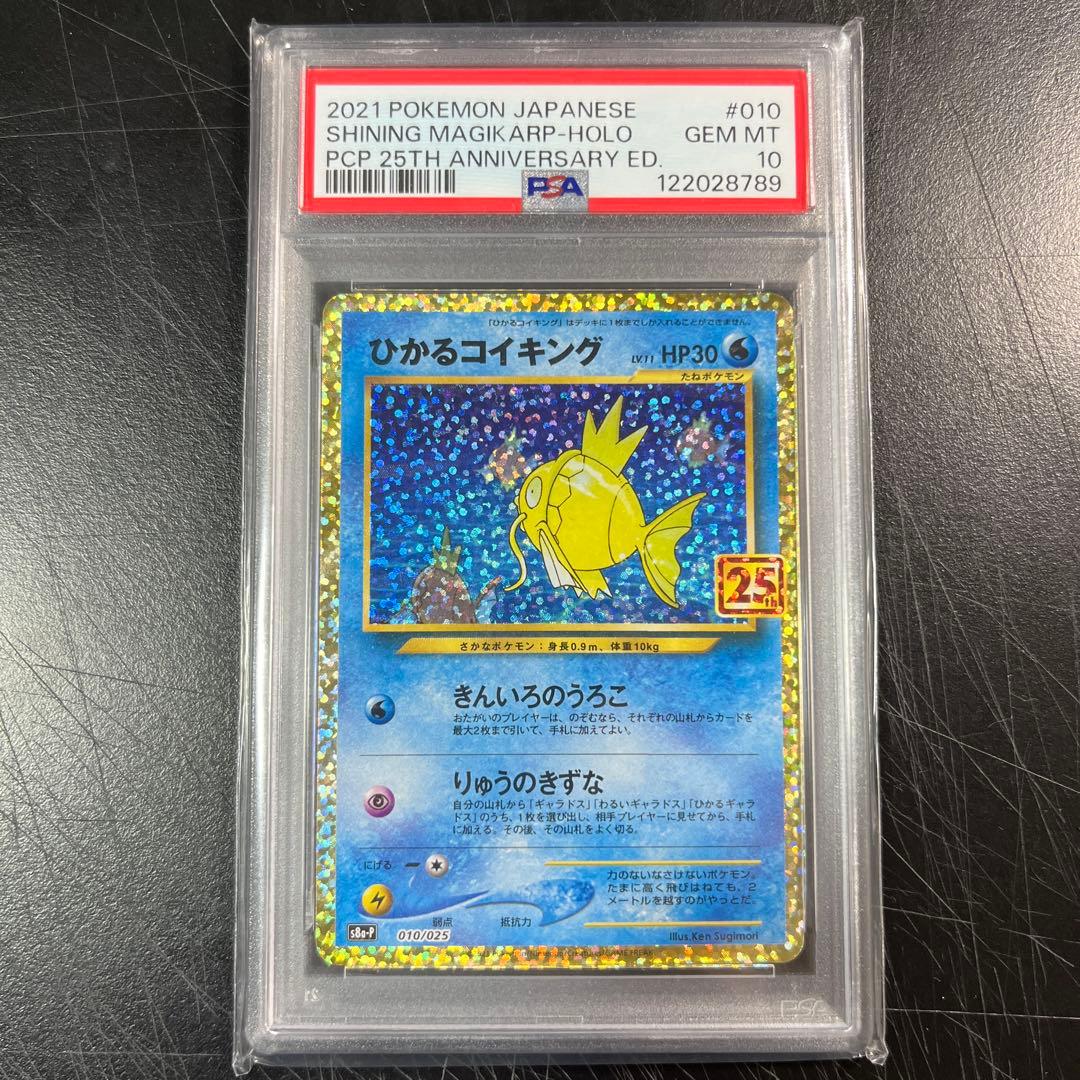 2021 POKEMON JAPANESE #010
SHINING MAGIKARP-HOLO GEM MT
PCP 25TH ANNIVERSARY ED. 10
PSA 122028789
「ひかるコイキング」はデッキに1枚までしか入れることができません。
ひかるコイキング LV.11 HP30
たねポケモン
25th
さかなポケモン：身長0.9m、体重10kg
きんいろのうろこ
おたがいのプレイヤーは、のぞむなら、それぞれの山札からカードを
最大2枚まで引いて、手札に加えてよい。
りゅうのきずな
自分の山札から「ギャラドス」「わるいギャラドス」「ひかるギャラ
ドス」のうち、1枚を選び出し、相手プレイヤーに見せてから、手札
に加える。その後、その山札をよく切る。
にげる
力のないなさけないポケモン。
たまに高く飛びはねても、2
メートルを越すのがやっとだ。
弱点 抵抗力
s8a-P 010/025
Illus.Ken Sugimori